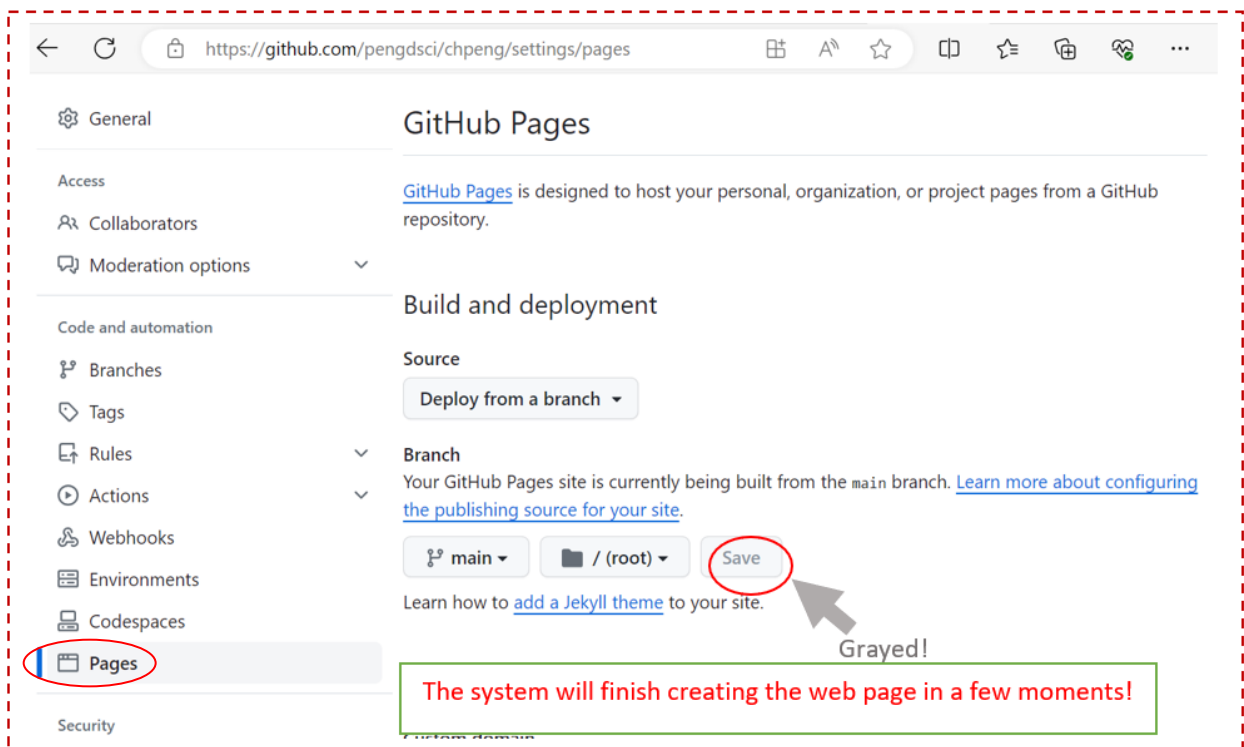 https://github.com/pengdsci/chpeng/settings/pages
General
Access
Collaborators
Moderation options
Code and automation
Branches
Tags
Rules
Actions
Webhooks
Environments
Codespaces
Pages
Security
GitHub Pages
GitHub Pages is designed to host your personal, organization, or project pages from a GitHub
repository.
Build and deployment
Source
Deploy from a branch
Branch
Your GitHub Pages site is currently being built from the main branch. Learn more about configuring
the publishing source for your site.
main / (root) Save
Learn how to add a Jekyll theme to your site.
Grayed!
The system will finish creating the web page in a few moments!
Custom domain